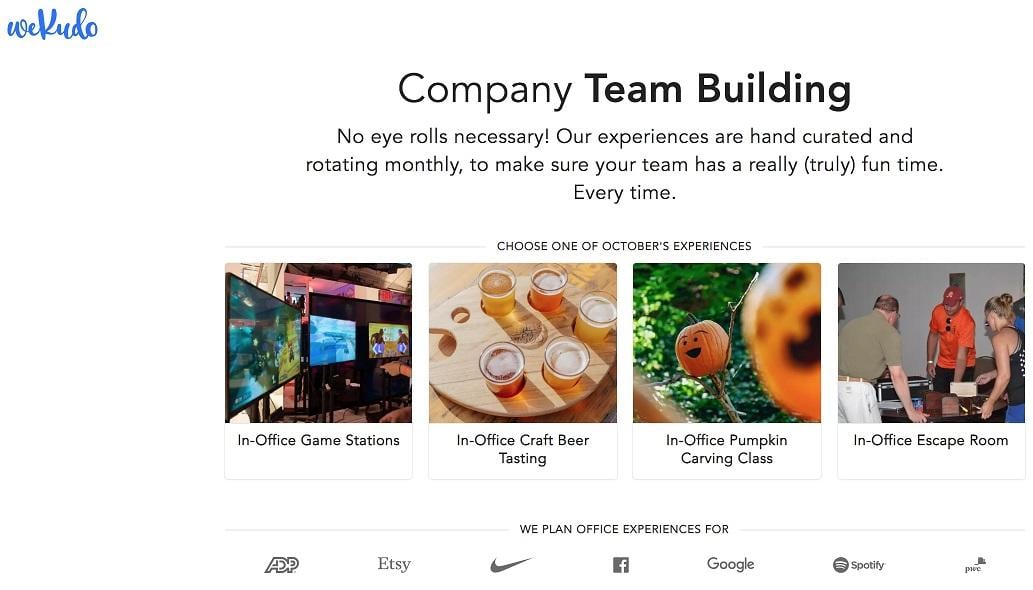 weKudo
Company Team Building
No eye rolls necessary! Our experiences are hand curated and
rotating monthly, to make sure your team has a really (truly) fun time.
Every time.
CHOOSE ONE OF OCTOBER'S EXPERIENCES
In-Office Game Stations
In-Office Craft Beer
Tasting
In-Office Pumpkin
Carving Class
In-Office Escape Room
WE PLAN OFFICE EXPERIENCES FOR
ADP Etsy Google Spotify pwc